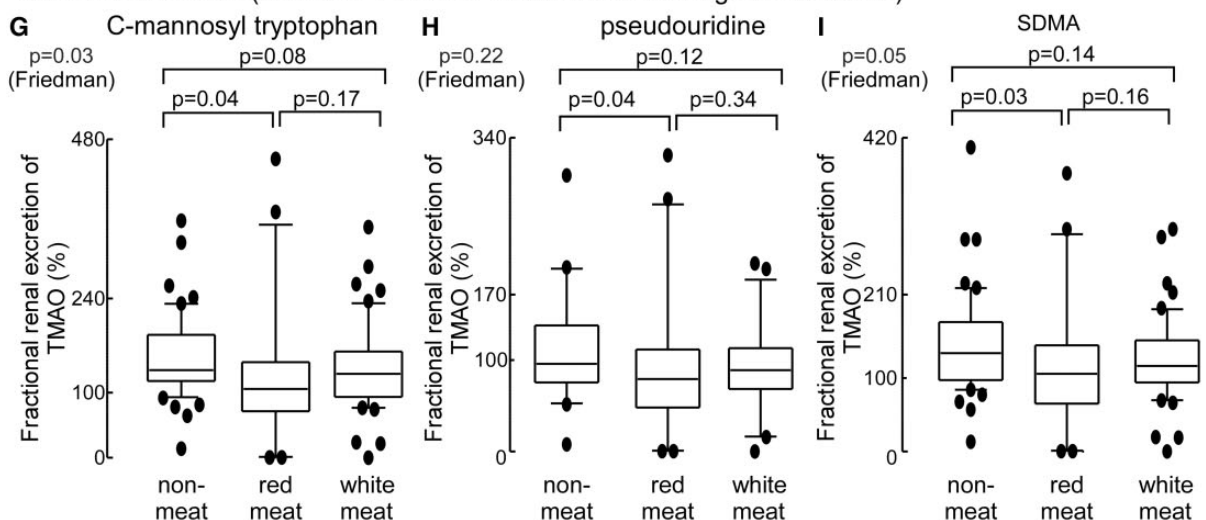 G C-mannosyl tryptophan
p=0.03
(Friedman)
p=0.08
p=0.04
p=0.17
Fractional renal excretion of
TMAO (%)
480
240
100
0
non-
meat
red
meat
white
meat
H pseudouridine
p=0.22
(Friedman)
p=0.12
p=0.04
p=0.34
Fractional renal excretion of
TMAO (%)
340
170
100
0
non-
meat
red
meat
white
meat
I SDMA
p=0.05
(Friedman)
p=0.14
p=0.03
p=0.16
Fractional renal excretion of
TMAO (%)
420
210
100
0
non-
meat
red
meat
white
meat